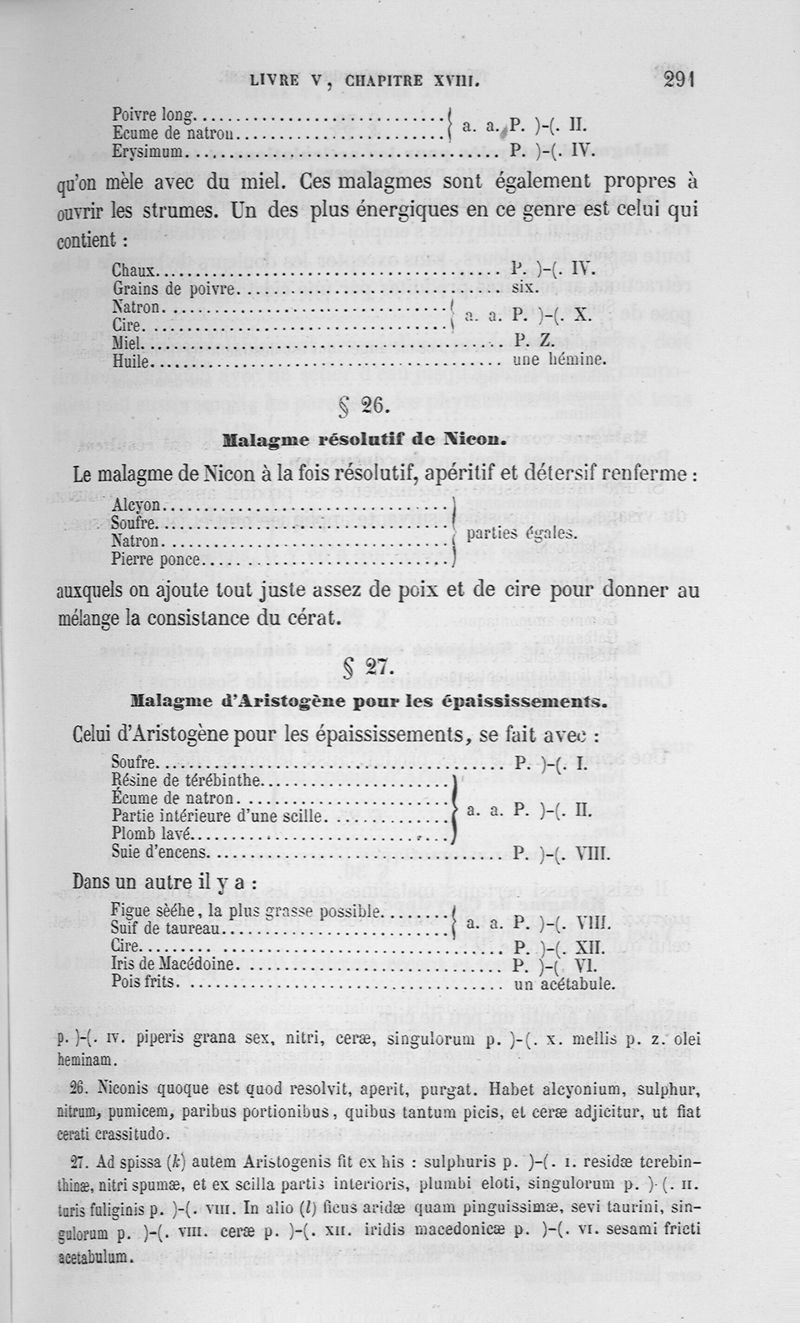 LIVRE V, CHAPITRE XVIII. 291
Poivre long.
Ecume de natron. a. a. P. )-(. II.
Erysimum. P. )-(. IV.
qu'on mèle avec du miel. Ces malagmes sont également propres à
ouvrir les strumes. Un des plus énergiques en ce genre est celui qui
contient :
Chaux. P. )-(. IV.
Grains de poivre. six.
Natron.
Cire. a. a. P. )-(. X.
Miel. P. Z.
Huile. une hémine.
§ 26.
Malagme résolutif de Nicon.
Le malagme de Nicon à la fois résolutif, apéritif et détersif renferme :
Alcyon.
Soufre.
Natron. parties égales.
Pierre ponce.
auxquels on ajoute tout juste assez de poix et de cire pour donner au
mélange la consistance du cérat.
§ 27.
Malagme d'Aristogène pour les épaississements.
Celui d'Aristogène pour les épaississements, se fait avec :
Soufre. P. )-(. I.
Résine de térébinthe.
Écume de natron.
Partie intérieure d'une scille. a. a. P. )-(. II.
Plomb lavé.
Suie d'encens. P. )-(. VIII.
Dans un autre il y a :
Figue sèche, la plus grasse possible.
Suif de taureau. a. a. P. )-(. VIII.
Cire. P. )-(. XII.
Iris de Macédoine. P. )-( VI.
Pois frits. un acétabule.
p. )-(. IV. piperis grana sex, nitri, ceræ, singulorum p. )-(. X. mellis p. z. olei
heminam.
26. Niconis quoque est quod resolvit, aperit, purgat. Habet alcyonium, sulphur,
nitrum, pumicem, paribus portionibus, quibus tantum picis, et ceræ adjicitur, ut fiat
cerati crassitudo.
27. Ad spissa (k) autem Aristogenis fit ex his : sulphuris p. )-(. I. residæ terebin-
thinæ, nitri spumæ, et ex scilla partis interioris, plumbi eloti, singulorum p. )-(. II.
turis fuliginis p. )-(. VIII. In alio (l) ficus aridæ quam pinguissimæ, sevi taurini, sin-
gulorum p. )-(. VIII. ceræ p. )-(. XII. iridis macedonicæ p. )-(. VI. sesami fricti
acetabulum.